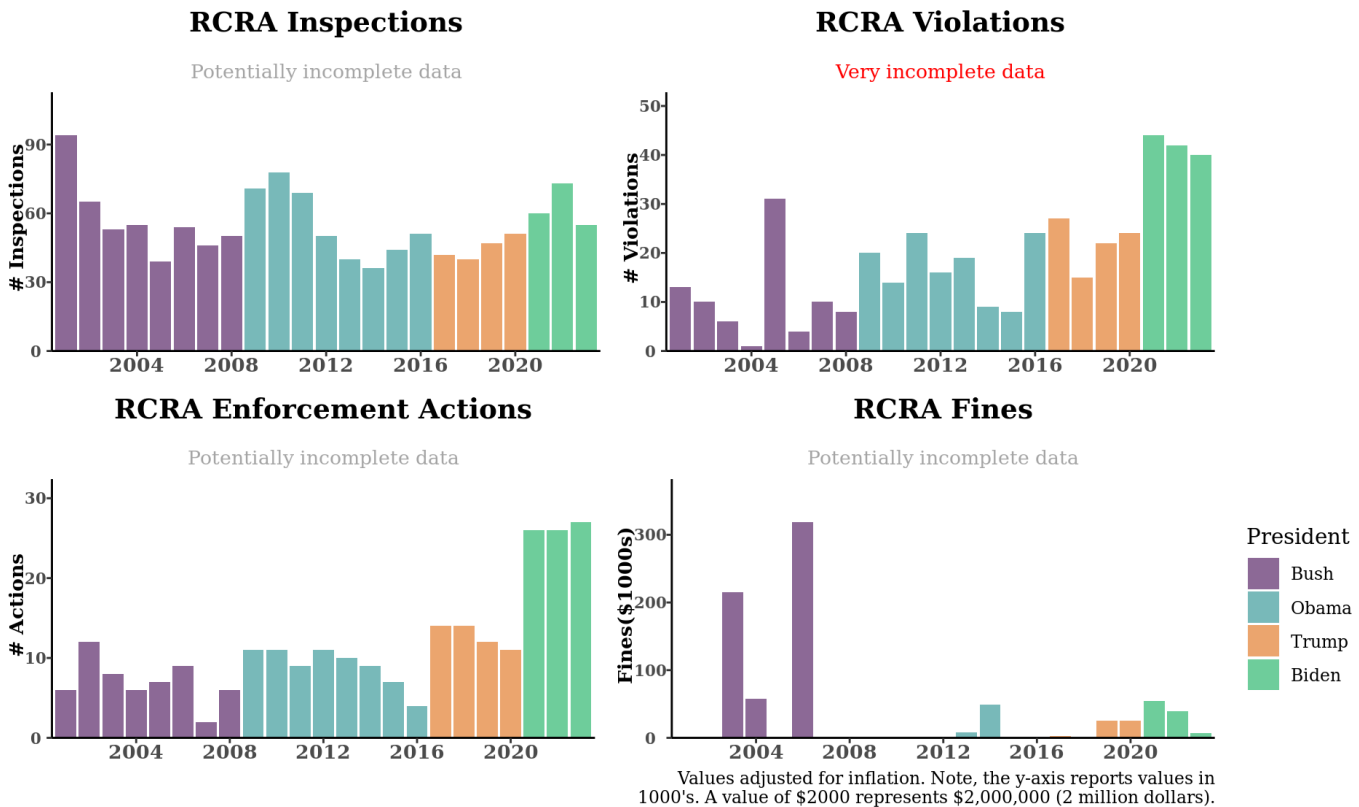 RCRA Inspections
Potentially incomplete data
# Inspections
90
60
30
0
2004 2008 2012 2016 2020
RCRA Violations
Very incomplete data
# Violations
50
40
30
20
10
0
2004 2008 2012 2016 2020
RCRA Enforcement Actions
Potentially incomplete data
# Actions
30
20
10
0
2004 2008 2012 2016 2020
RCRA Fines
Potentially incomplete data
Fines($1000s)
300
200
100
0
2004 2008 2012 2016 2020
President
Bush
Obama
Trump
Biden
Values adjusted for inflation. Note, the y-axis reports values in
1000's. A value of $2000 represents $2,000,000 (2 million dollars).